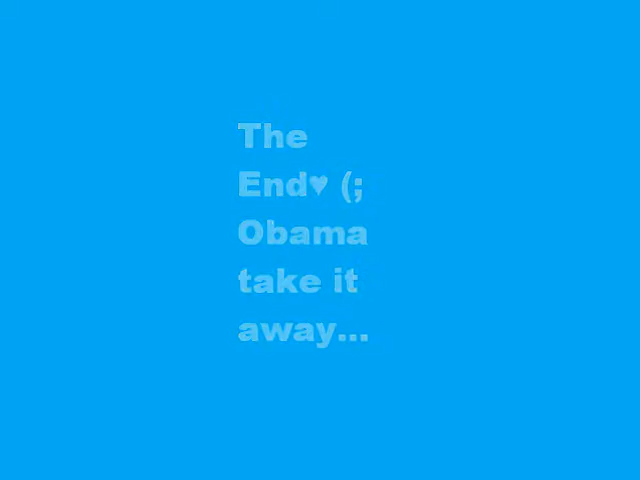 The
End♥ (;
Obama
take it
away...